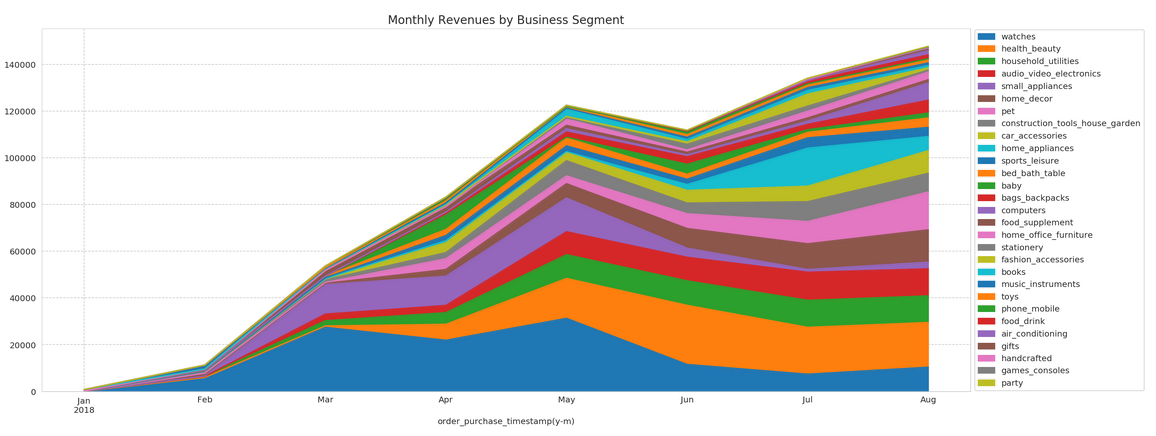 Monthly Revenues by Business Segment
140000
120000
100000
80000
60000
40000
20000
0
Jan
2018
Feb
Mar
Apr
May
Jun
Jul
Aug
order_purchase_timestamp(y-m)
watches
health_beauty
household_utilities
audio_video_electronics
small_appliances
home_decor
pet
construction_tools_house_garden
car_accessories
home_appliances
sports_leisure
bed_bath_table
baby
bags_backpacks
computers
food_supplement
home_office_furniture
stationery
fashion_accessories
books
music_instruments
toys
phone_mobile
food_drink
air_conditioning
gifts
handcrafted
games_consoles
party